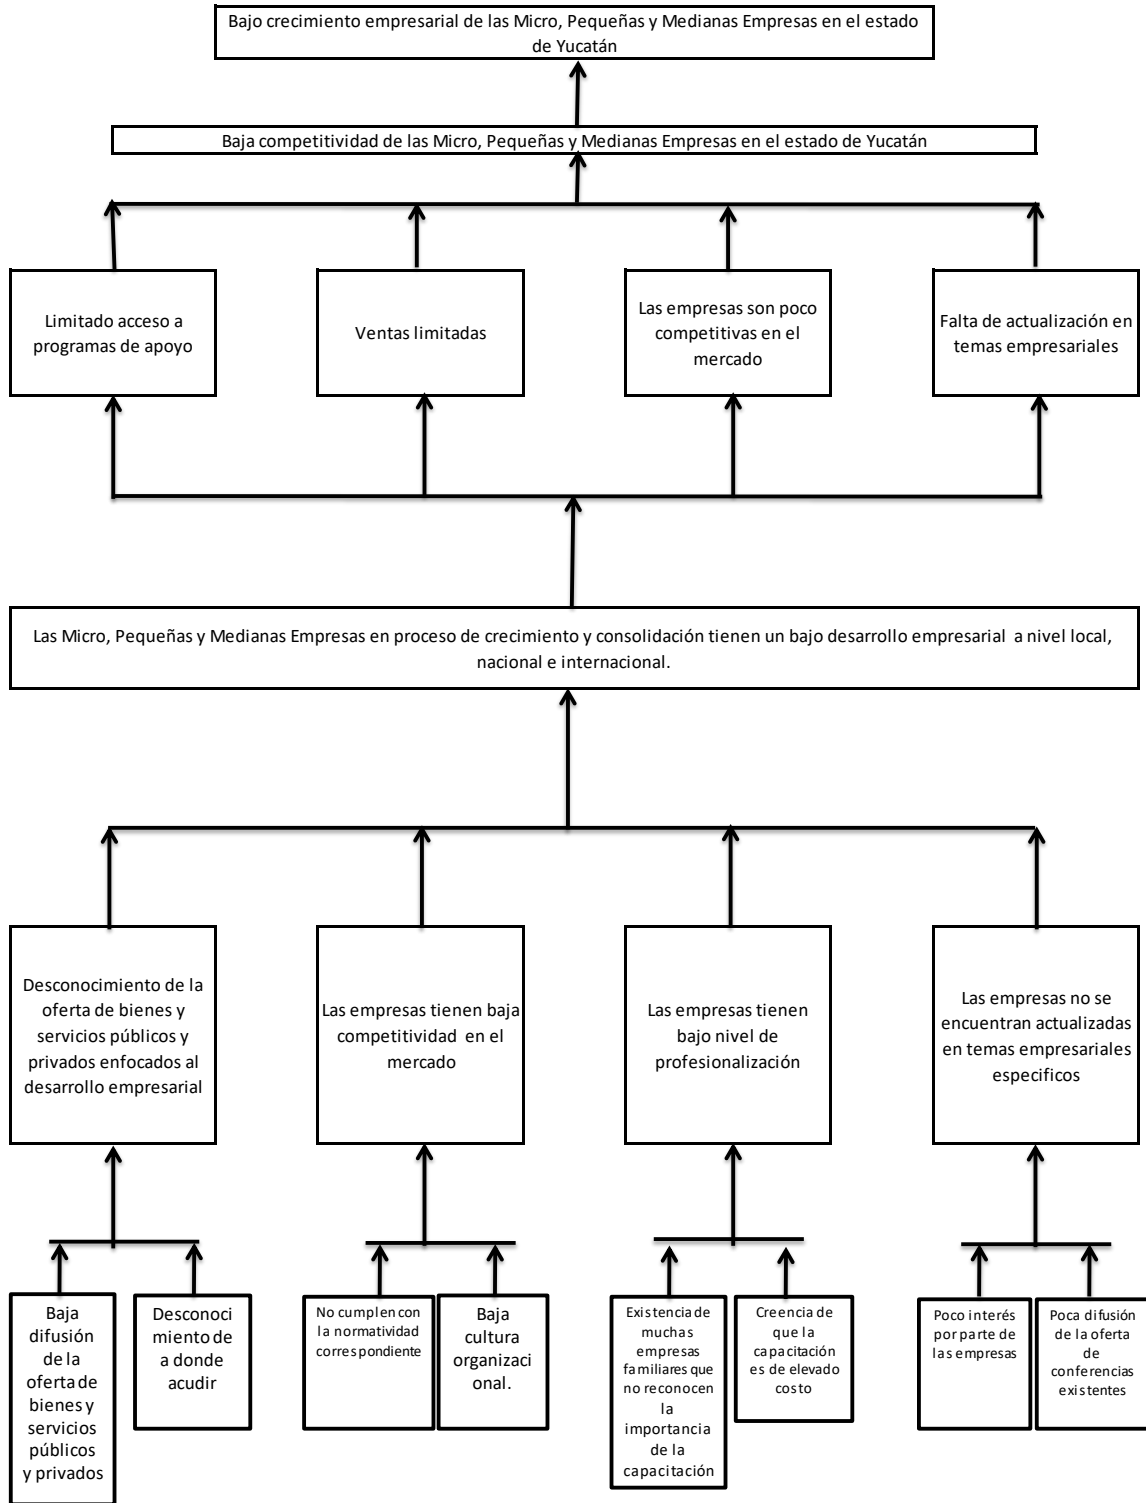 Bajo crecimiento empresarial de las Micro, Pequeñas y Medianas Empresas en el estado
de Yucatán
Baja competitividad de las Micro, Pequeñas y Medianas Empresas en el estado de Yucatán
Limitado acceso a
programas de apoyo
Ventas limitadas
Las empresas son poco
competitivas en el
mercado
Falta de actualización en
temas empresariales
Las Micro, Pequeñas y Medianas Empresas en proceso de crecimiento y consolidación tienen un bajo desarrollo empresarial a nivel local,
nacional e internacional.
Desconocimiento de la
oferta de bienes y
servicios públicos y
privados enfocados al
desarrollo empresarial
Las empresas tienen baja
competitividad en el
mercado
Las empresas tienen
bajo nivel de
profesionalización
Las empresas no se
encuentran actualizadas
en temas empresariales
especificos
Baja
difusión
de la
oferta de
bienes y
servicios
públicos
y privados
Desconoci
miento de
a donde
acudir
No cumplen con
la normatividad
correspondiente
Baja
cultura
organizaci
onal.
Existencia de
muchas
empresas
familiares que
no reconocen
la
importancia
de la
capacitación
Creencia de
que la
capacitación
es de elevado
costo
Poco interés
por parte de
las empresas
Poca difusión
de la oferta
de
conferencias
existentes